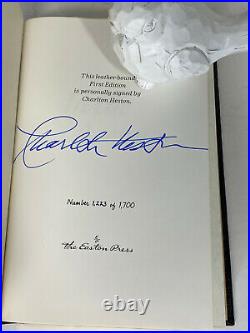 This leather-bound
First Edition
is personally signed by
Charlton Heston.
Charlton Heston
Number 1,223 of 1,700
The Easton Press